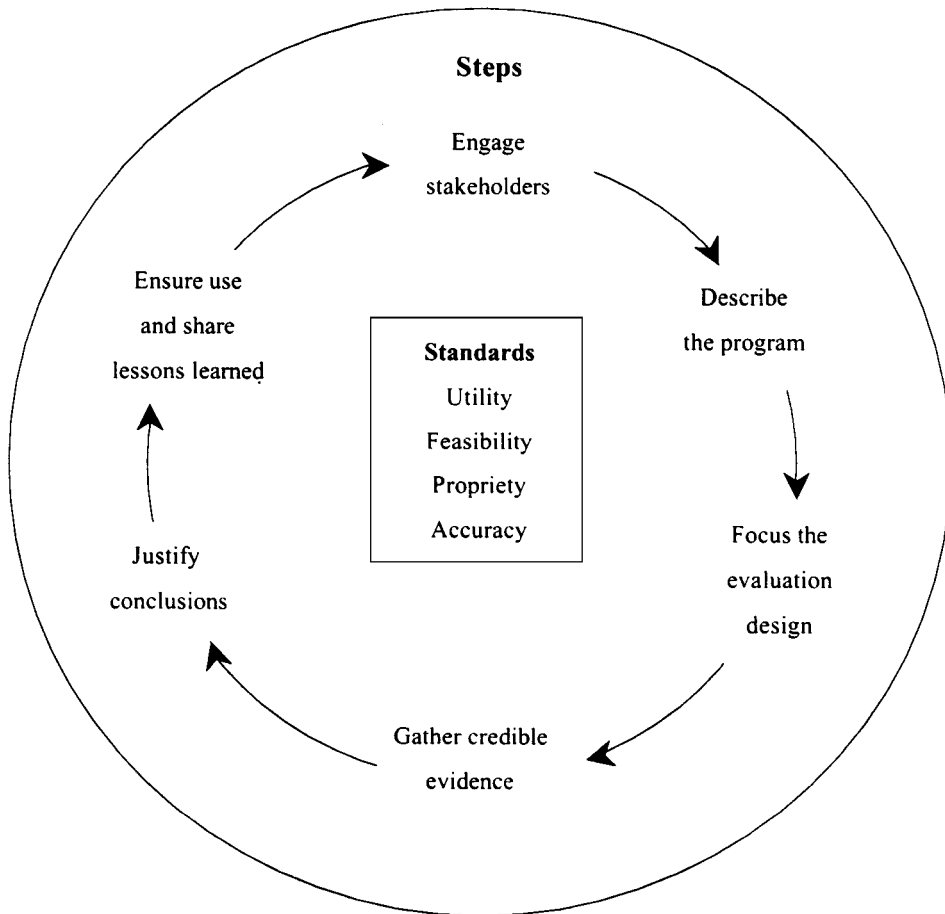 Steps
Engage
stakeholders
Describe
the program
Focus the
evaluation
design
Gather credible
evidence
Justify
conclusions
Ensure use
and share
lessons learned
Standards
Utility
Feasibility
Propriety
Accuracy